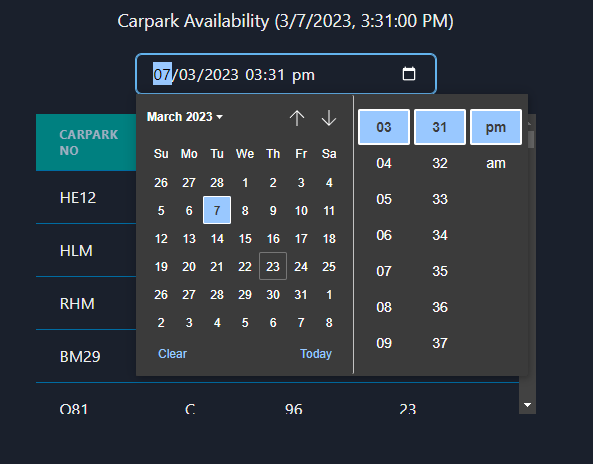 Carpark Availability (3/7/2023, 3:31:00 PM)
07/03/2023 03:31 pm
CARPARK
NO
HE12
HLM
RHM
BM29
Q81 C 96 23
March 2023
Su Mo Tu We Th Fr Sa
26 27 28 1 2 3 4
5 6 7 8 9 10 11
12 13 14 15 16 17 18
19 20 21 22 23 24 25
26 27 28 29 30 31 1
2 3 4 5 6 7 8
Clear Today
03 31 pm
04 32 am
05 33
06 34
07 35
08 36
09 37